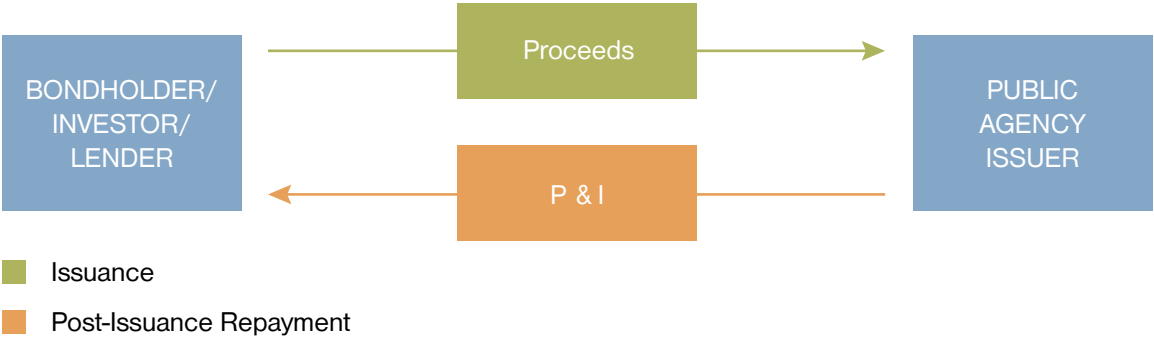 Proceeds
BONDHOLDER/
INVESTOR/
LENDER
PUBLIC
AGENCY
ISSUER
P & I
Issuance
Post-Issuance Repayment